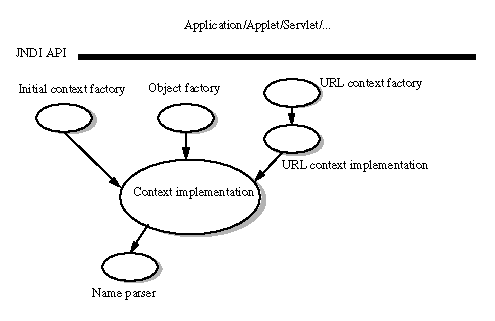 Application/Applet/Servlet/...
JNDI API
Initial context factory
Object factory
URL context factory
URL context implementation
Context implementation
Name parser